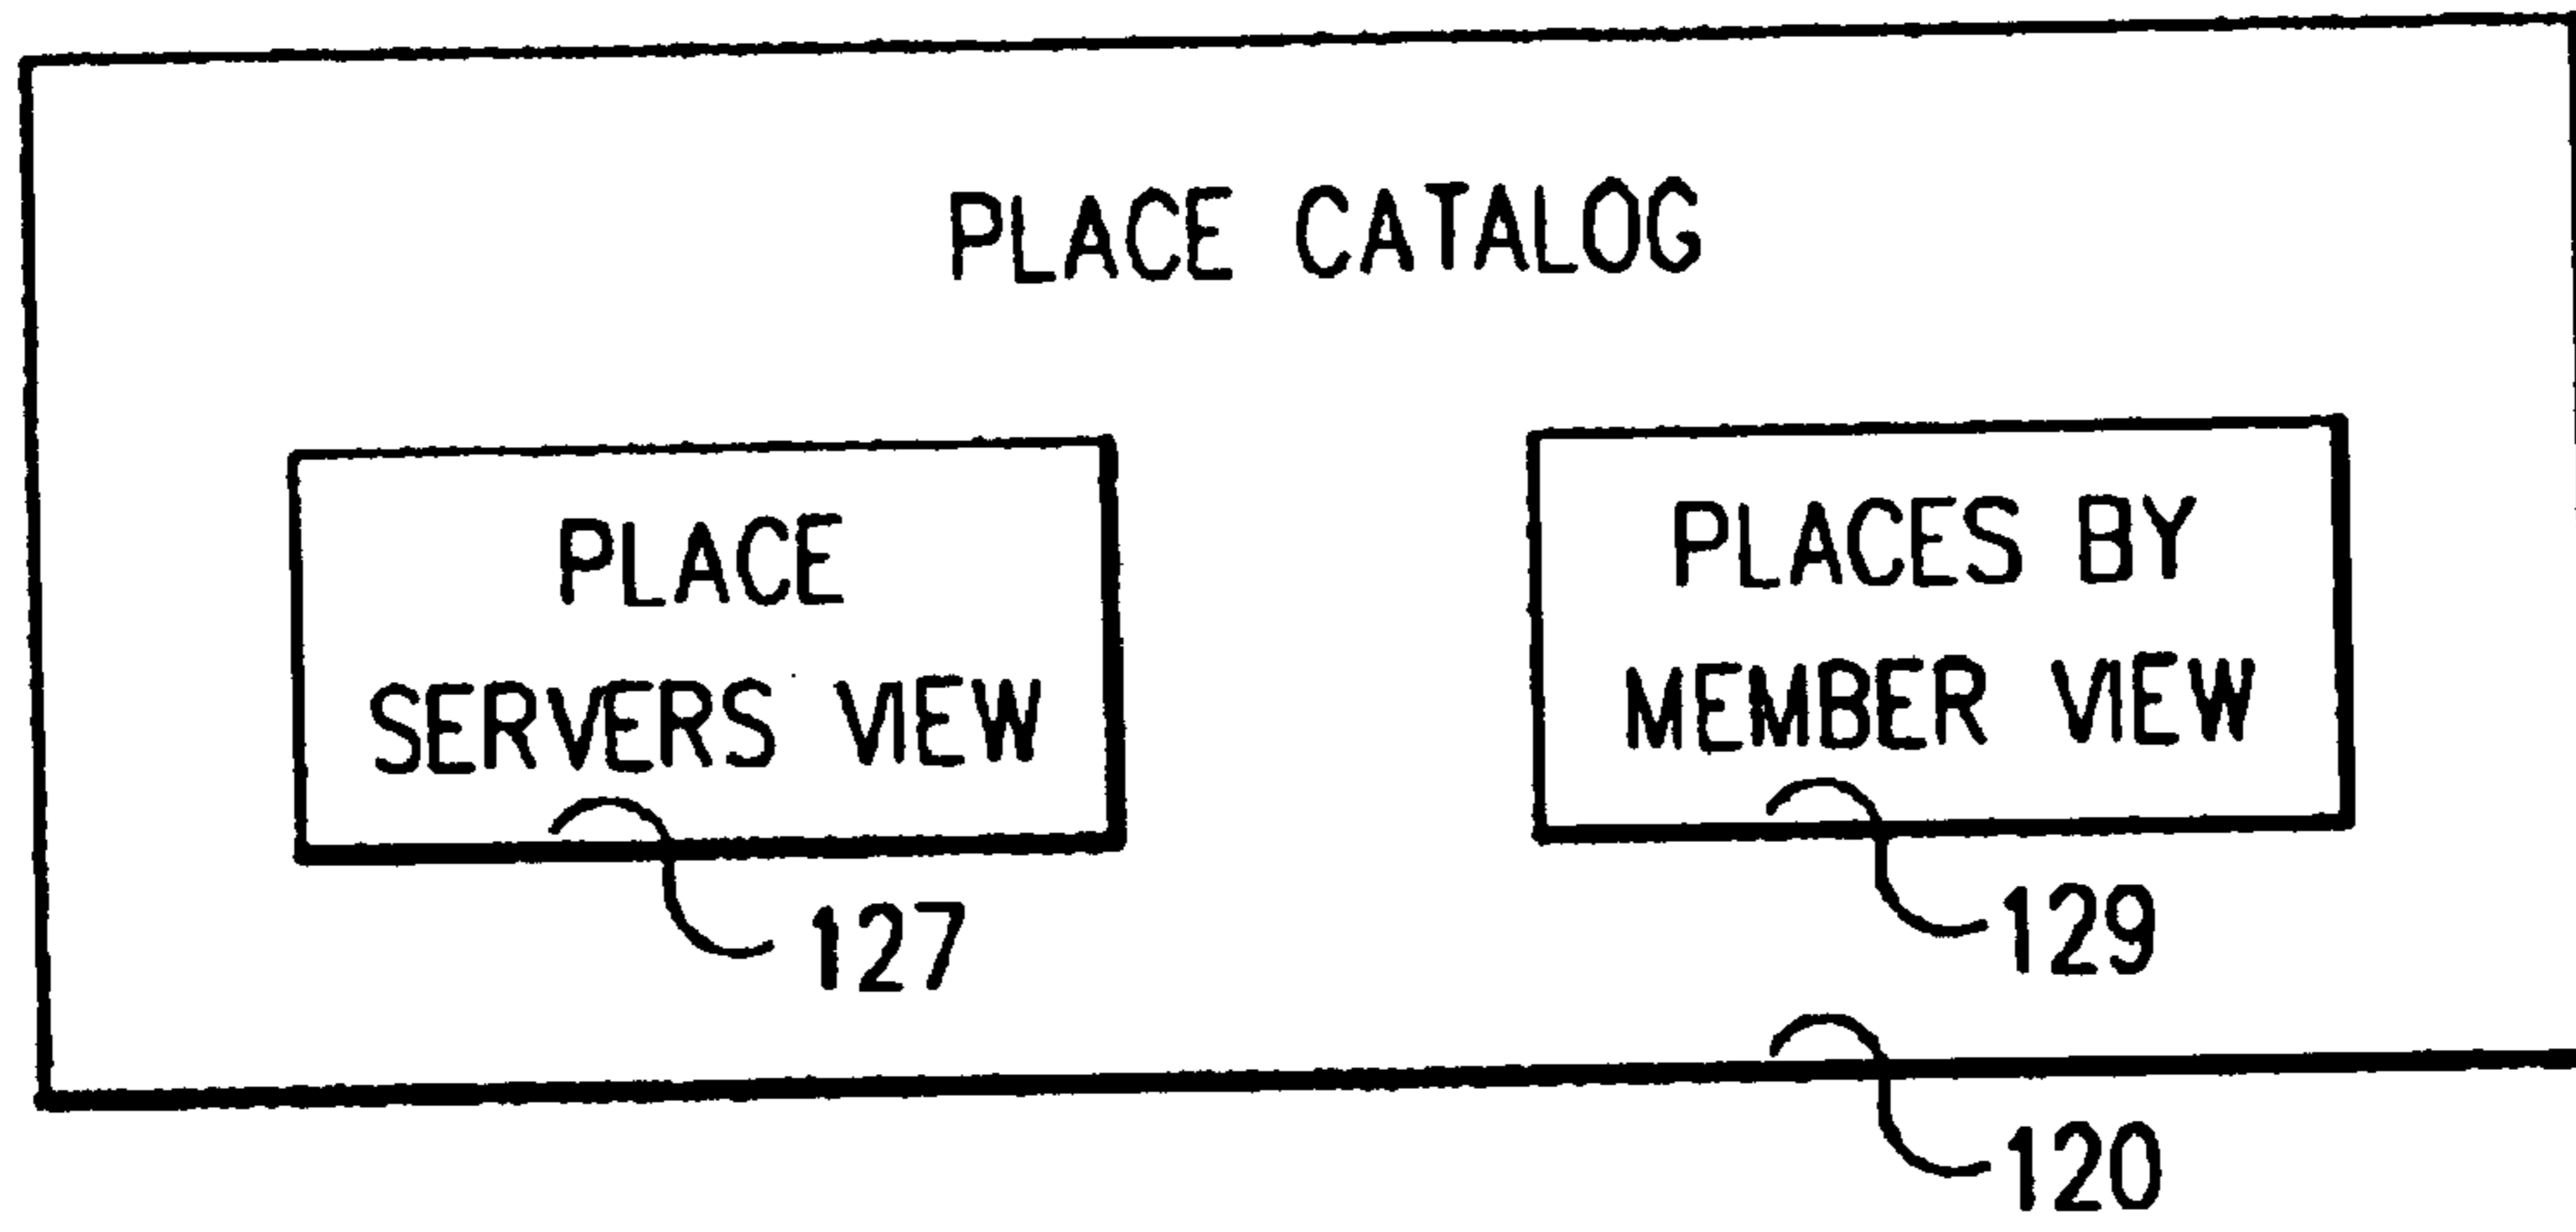 PLACE CATALOG
PLACE
SERVERS VIEW
127
PLACES BY
MEMBER VIEW
129
120